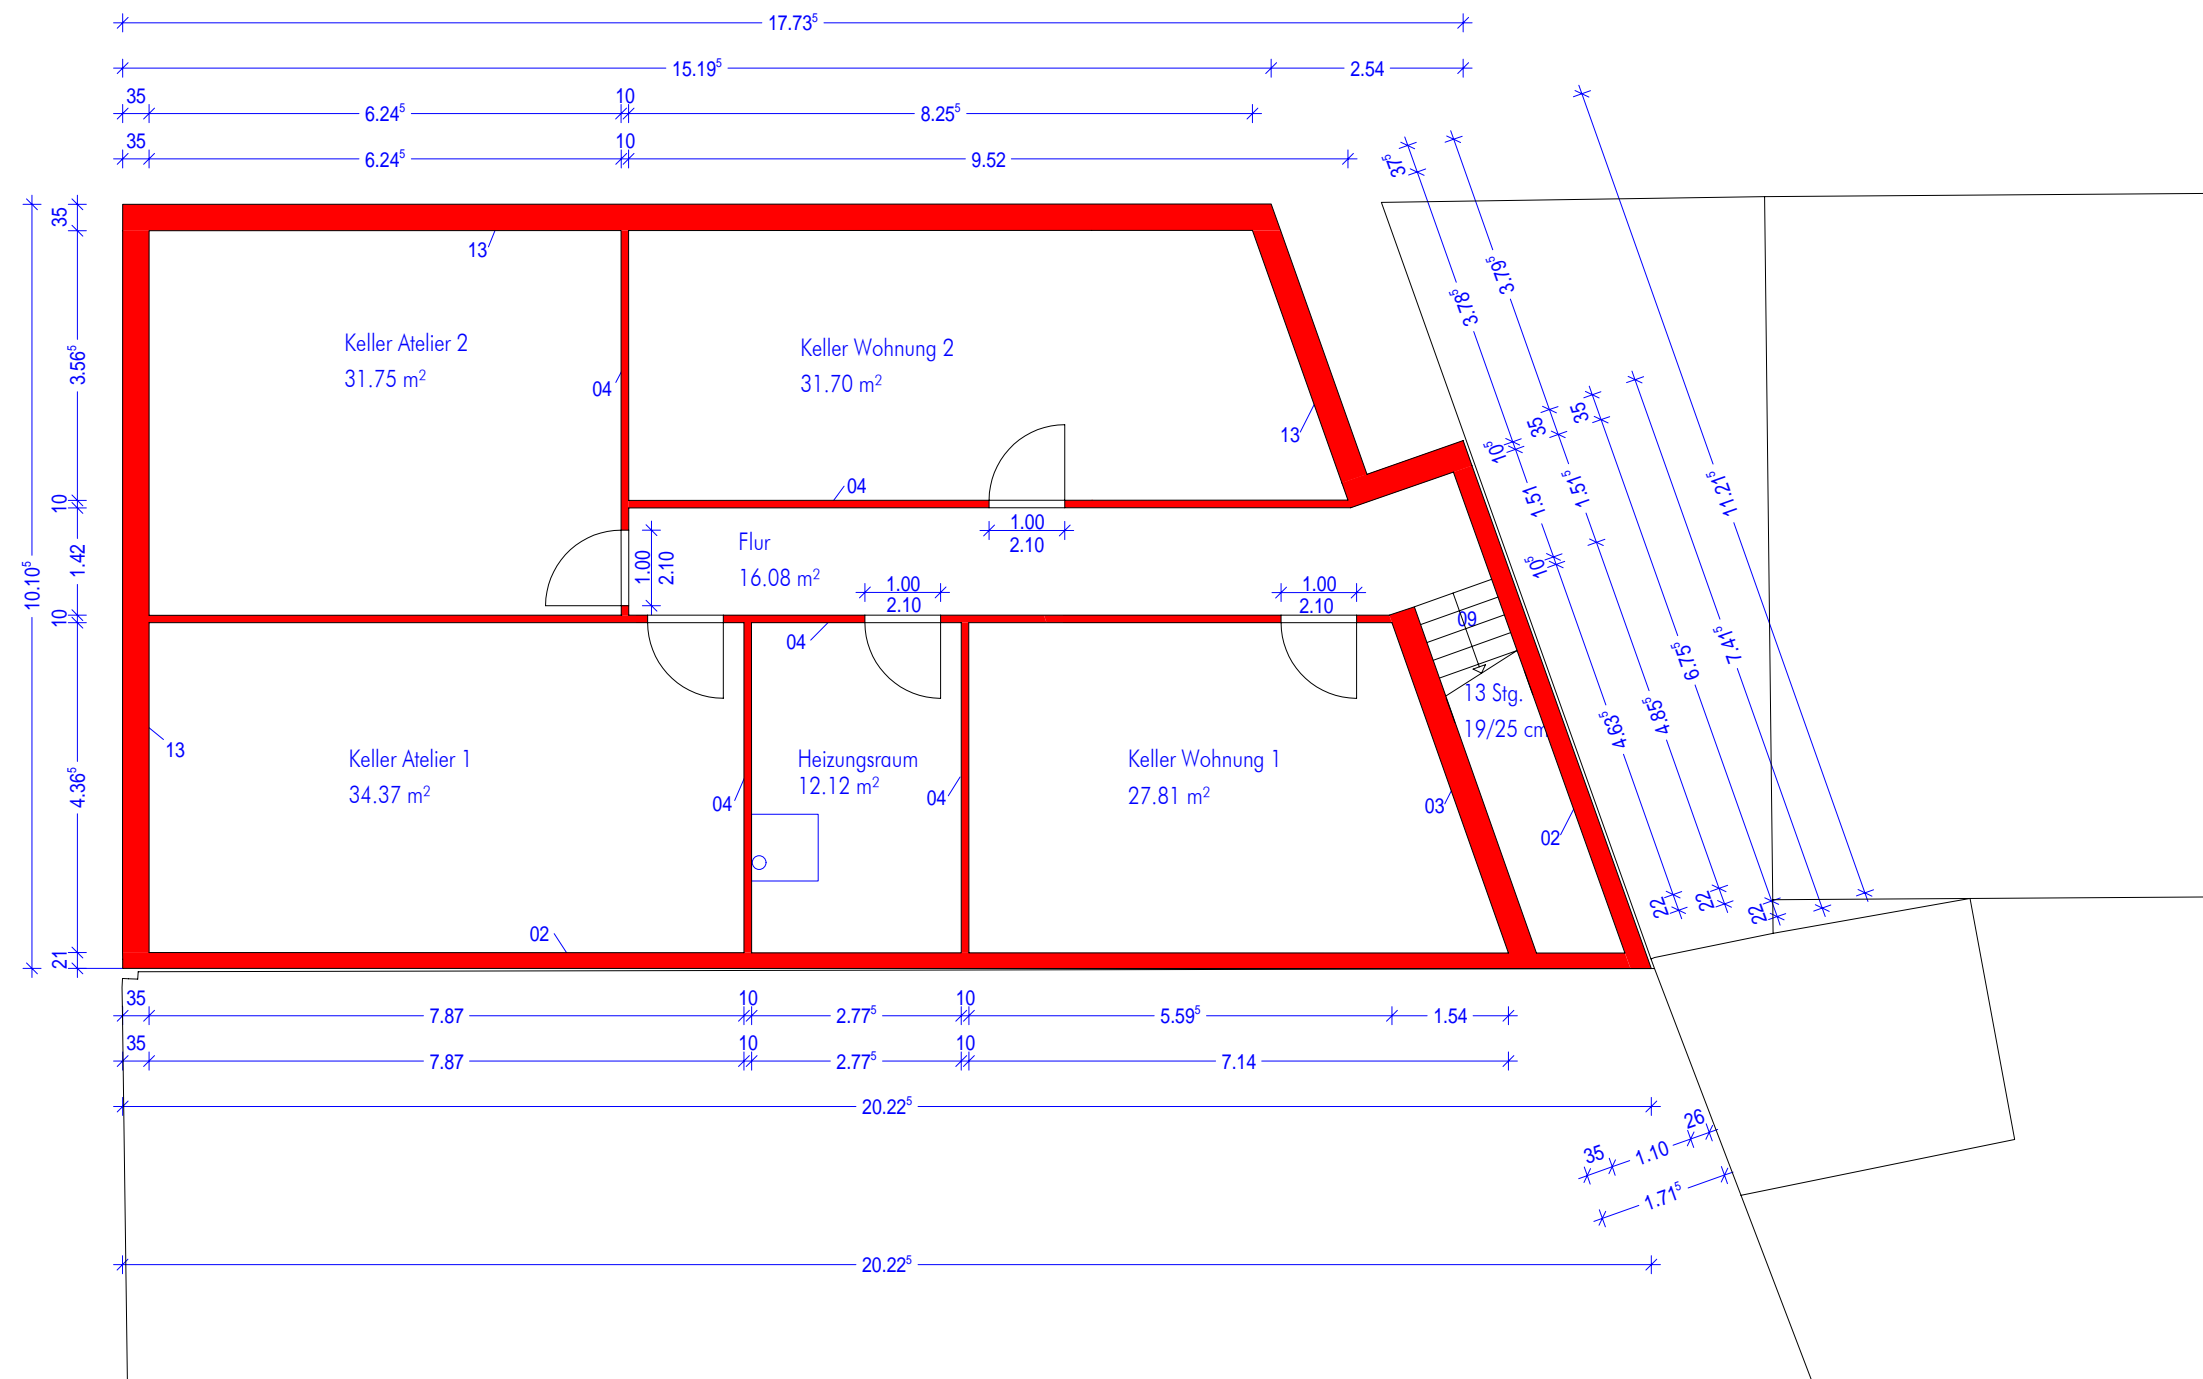 17.73⁵
15.19⁵ 2.54
35 6.24⁵ 10 8.25⁵
35 6.24⁵ 10 9.52
10.10⁵
35
3.56⁵
10
1.42
10
4.36⁵
21
13
Keller Atelier 2
31.75 m²
04
Keller Wohnung 2
31.70 m²
13
04
Flur
16.08 m²
1.00
2.10
1.00
2.10
1.00
2.10
1.00
2.10
04
09
13 Stg.
19/25 cm
13
Keller Atelier 1
34.37 m²
04
Heizungsraum
12.12 m²
04
Keller Wohnung 1
27.81 m²
03
02
02
37⁵
3.78⁵
10⁵
1.51
10⁵
4.63⁵
22
3.79⁵
35
1.51⁵
4.85⁵
22
35
6.75⁵
22
7.41⁵
11.21⁵
35 7.87 10 2.77⁵ 10 5.59⁵ 1.54
35 7.87 10 2.77⁵ 10 7.14
20.22⁵
35 1.10 26
1.71⁵
20.22⁵